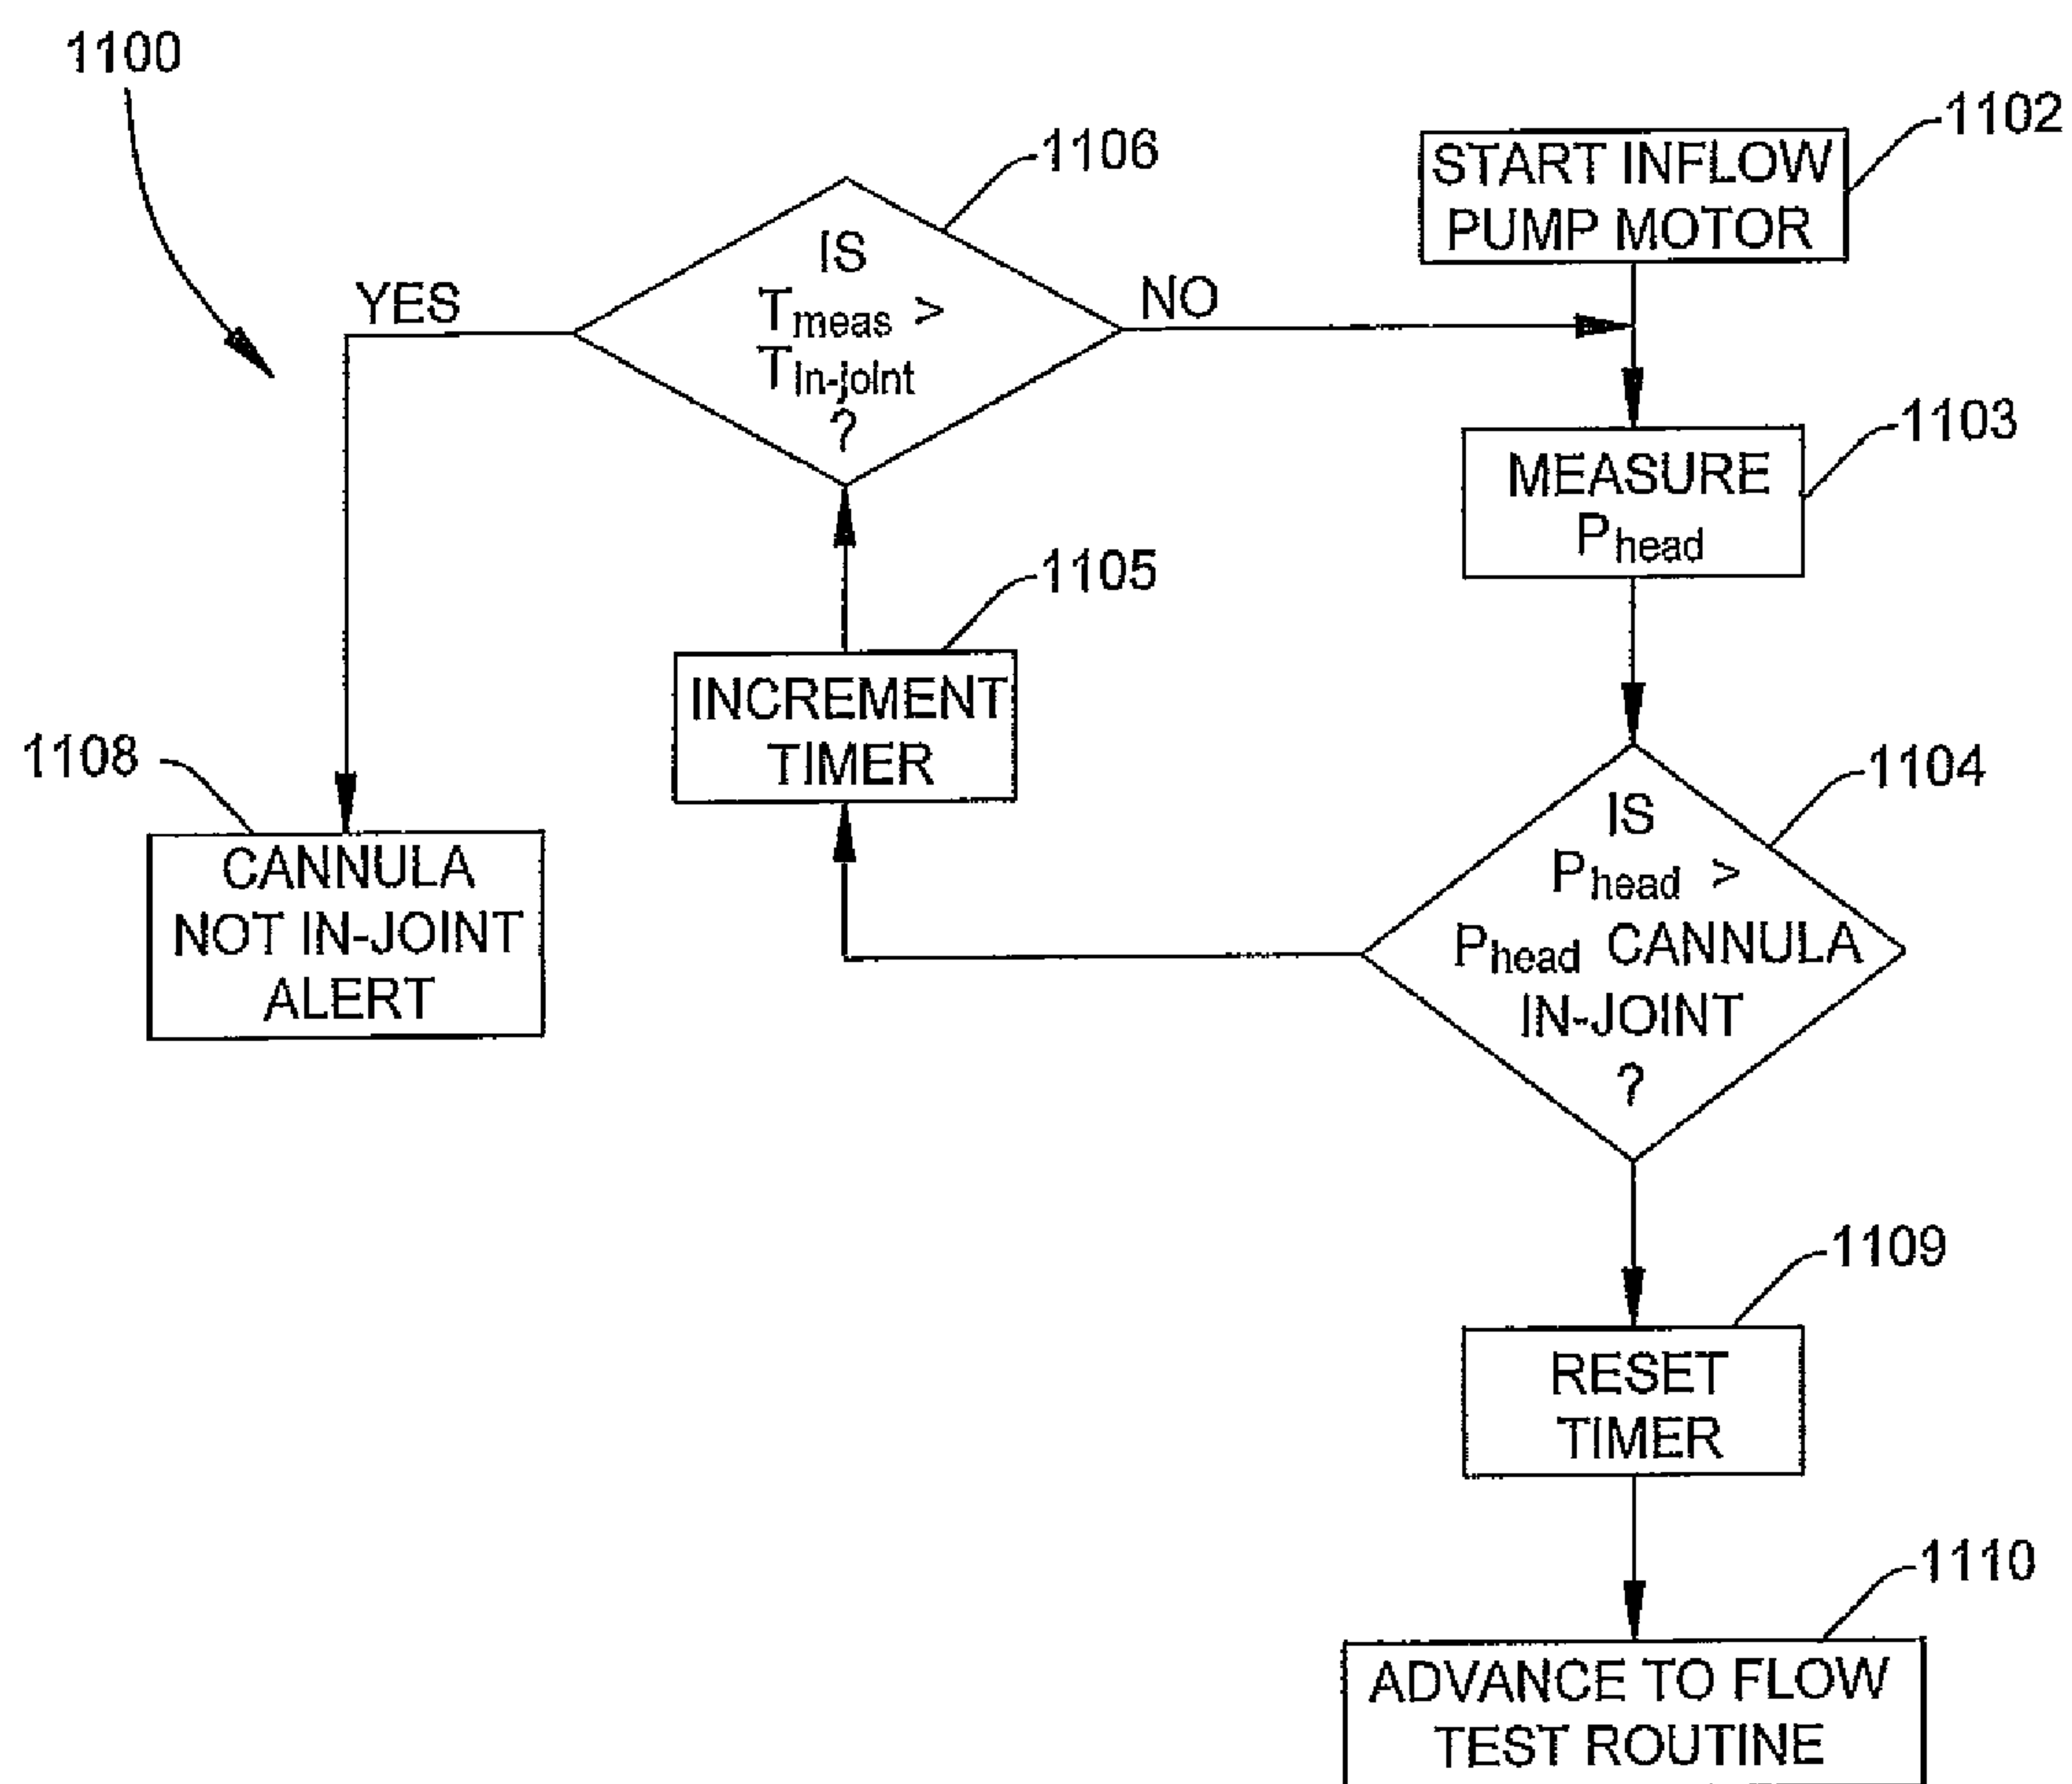 1100
1106
IS
Tmeas >
TIn-joint
?
YES
NO
1102
START INFLOW
PUMP MOTOR
1103
MEASURE
Phead
1105
INCREMENT
TIMER
1108
CANNULA
NOT IN-JOINT
ALERT
1104
IS
Phead >
Phead CANNULA
IN-JOINT
?
1109
RESET
TIMER
1110
ADVANCE TO FLOW
TEST ROUTINE